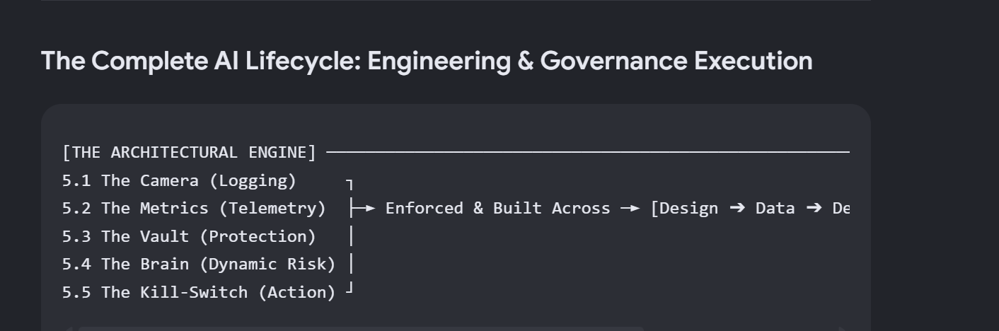 The Complete AI Lifecycle: Engineering & Governance Execution
[THE ARCHITECTURAL ENGINE] ──────────────────────────────
5.1 The Camera (Logging)     ┐
5.2 The Metrics (Telemetry)  ├─► Enforced & Built Across ─► [Design ➔ Data ➔ De
5.3 The Vault (Protection)   │
5.4 The Brain (Dynamic Risk) │
5.5 The Kill-Switch (Action) ┘